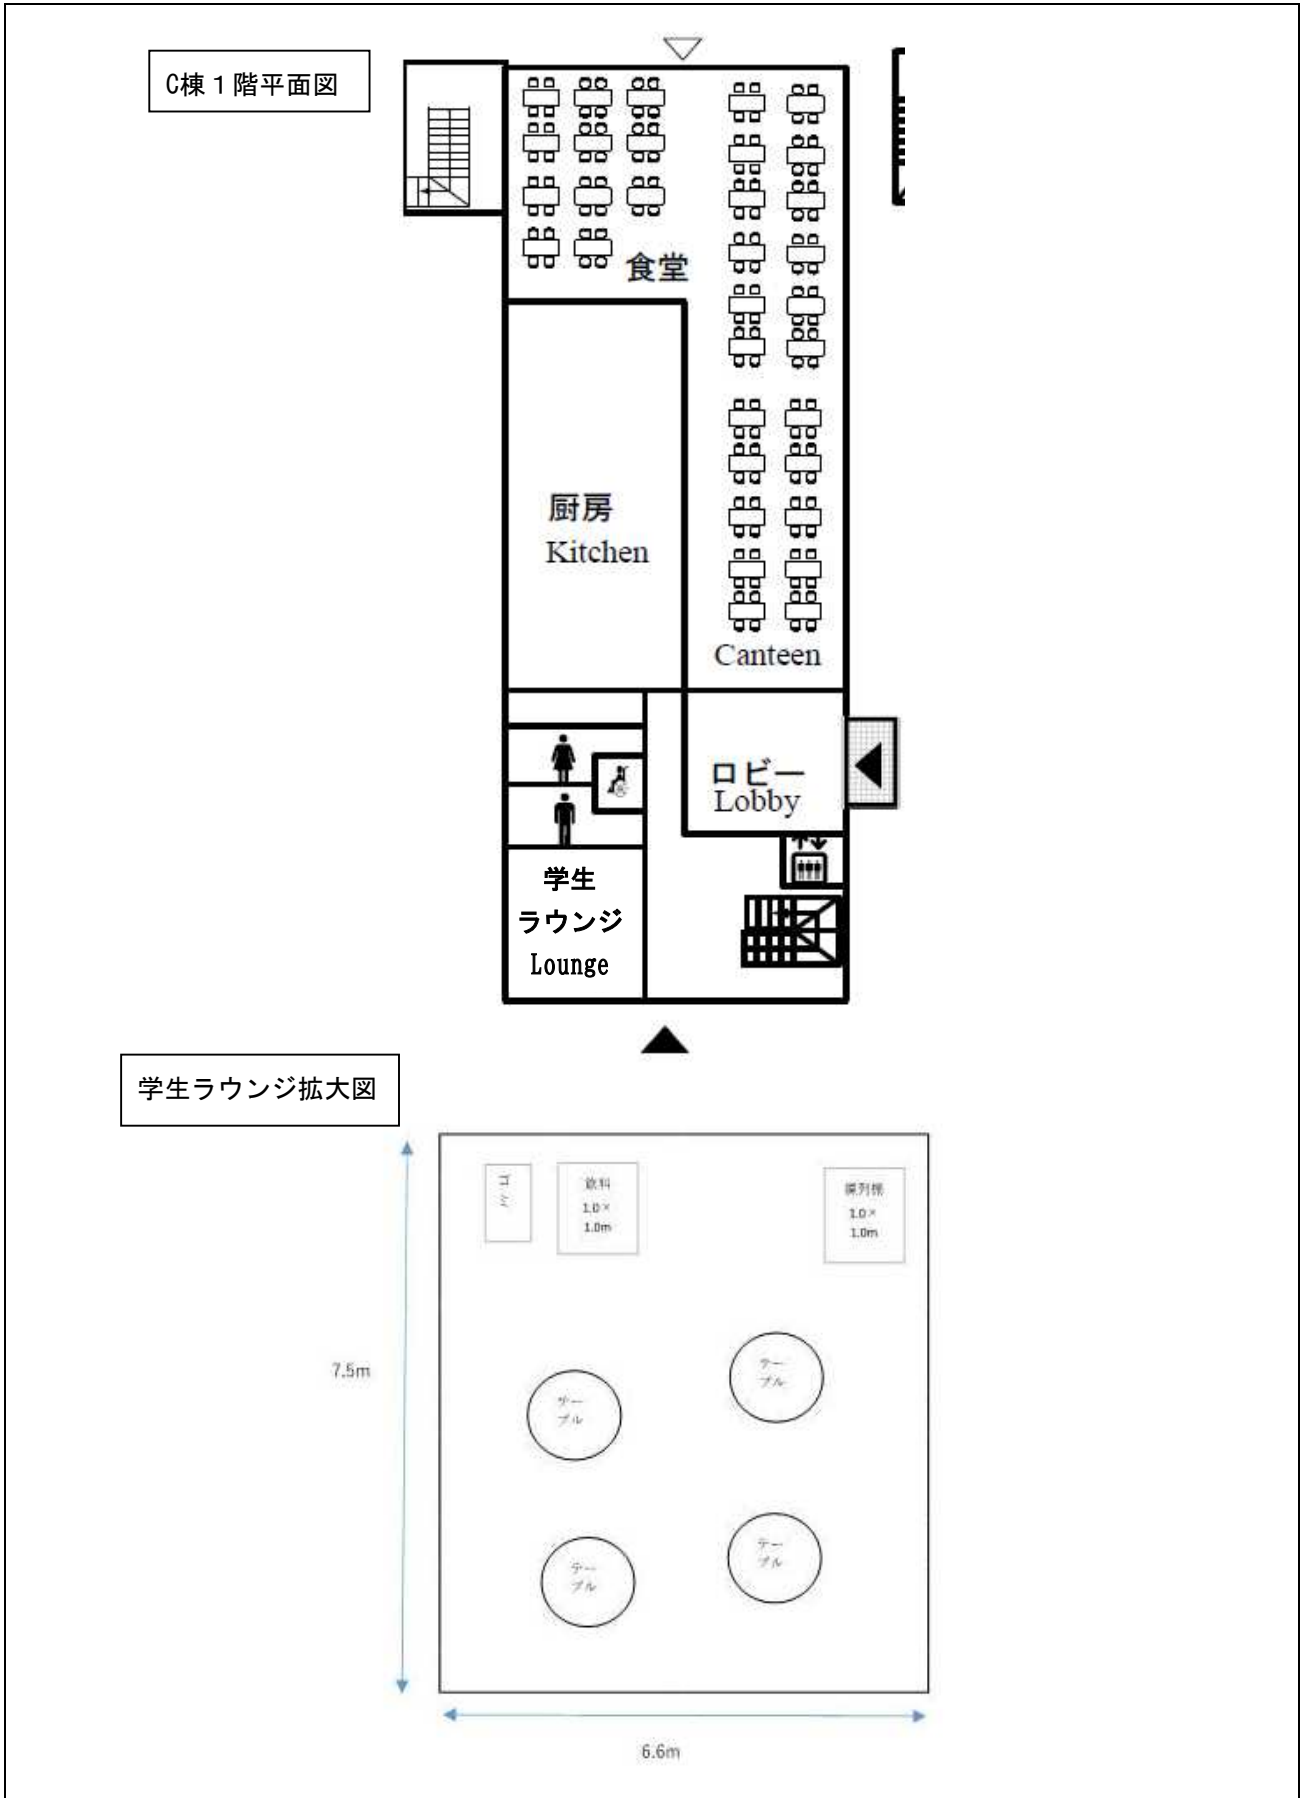 C棟１階平面図
食堂
厨房
Kitchen
Canteen
ロビー
Lobby
学生
ラウンジ
Lounge
学生ラウンジ拡大図
ゴミ
飲料
1.0×
1.0m
陳列棚
1.0×
1.0m
7.5m
テー
ブル
テー
ブル
テー
ブル
テー
ブル
6.6m